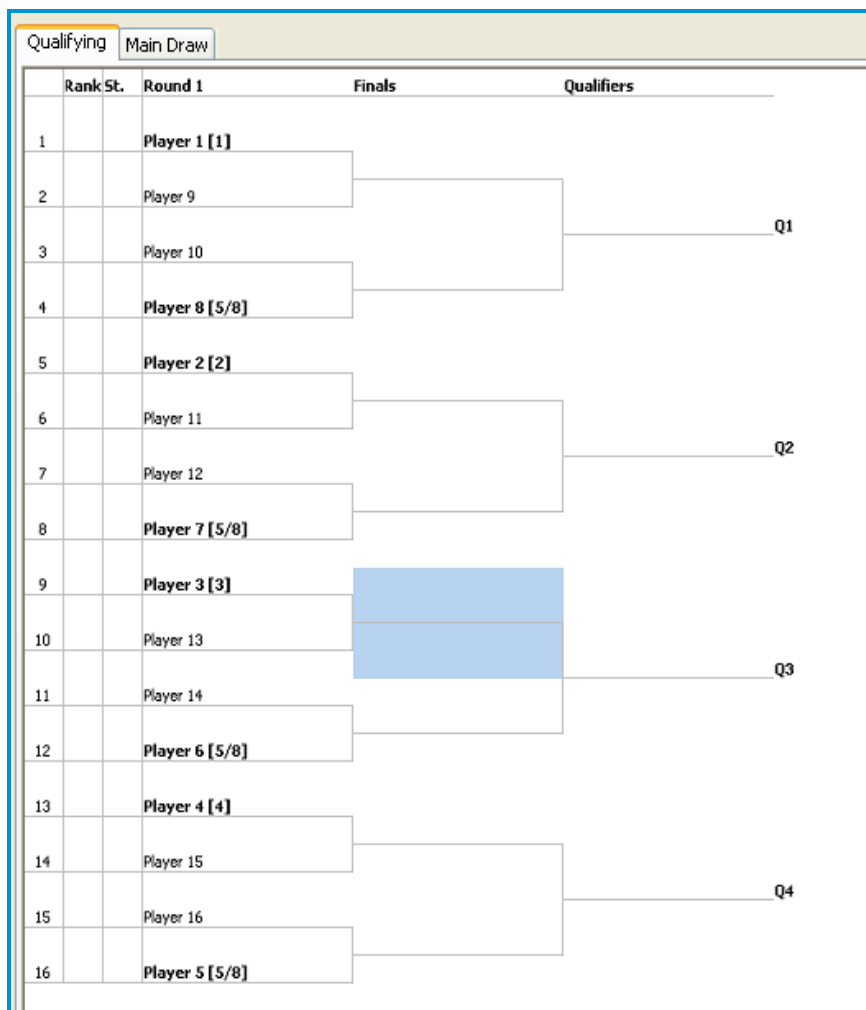 Qualifying Main Draw
Rank St. Round 1 Finals Qualifiers
1 Player 1 [1]
2 Player 9
Q1
3 Player 10
4 Player 8 [5/8]
5 Player 2 [2]
6 Player 11
Q2
7 Player 12
8 Player 7 [5/8]
9 Player 3 [3]
10 Player 13
Q3
11 Player 14
12 Player 6 [5/8]
13 Player 4 [4]
14 Player 15
Q4
15 Player 16
16 Player 5 [5/8]